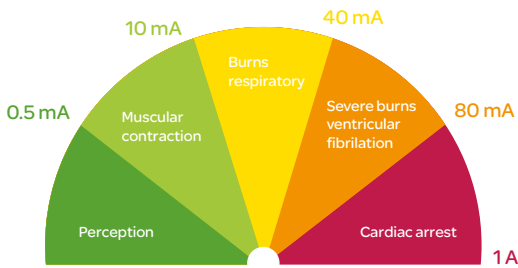 40 mA
10 mA
Burns
respiratory
0.5 mA
Muscular
contraction
Severe burns
ventricular
fibrilation
80 mA
Perception
Cardiac arrest
1 A